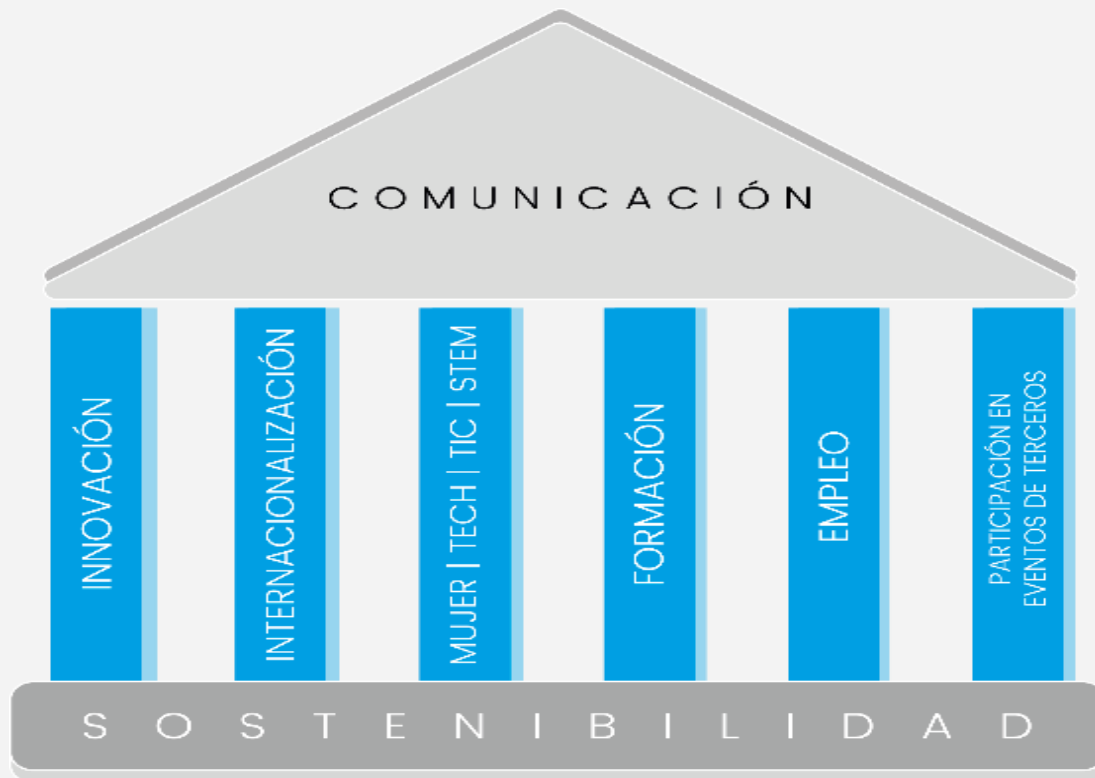 COMUNICACIÓN
INNOVACIÓN
INTERNACIONALIZACIÓN
MUJER | TECH | TIC | STEM
FORMACIÓN
EMPLEO
PARTICIPACIÓN EN
EVENTOS DE TERCEROS
SOSTENIBILIDAD